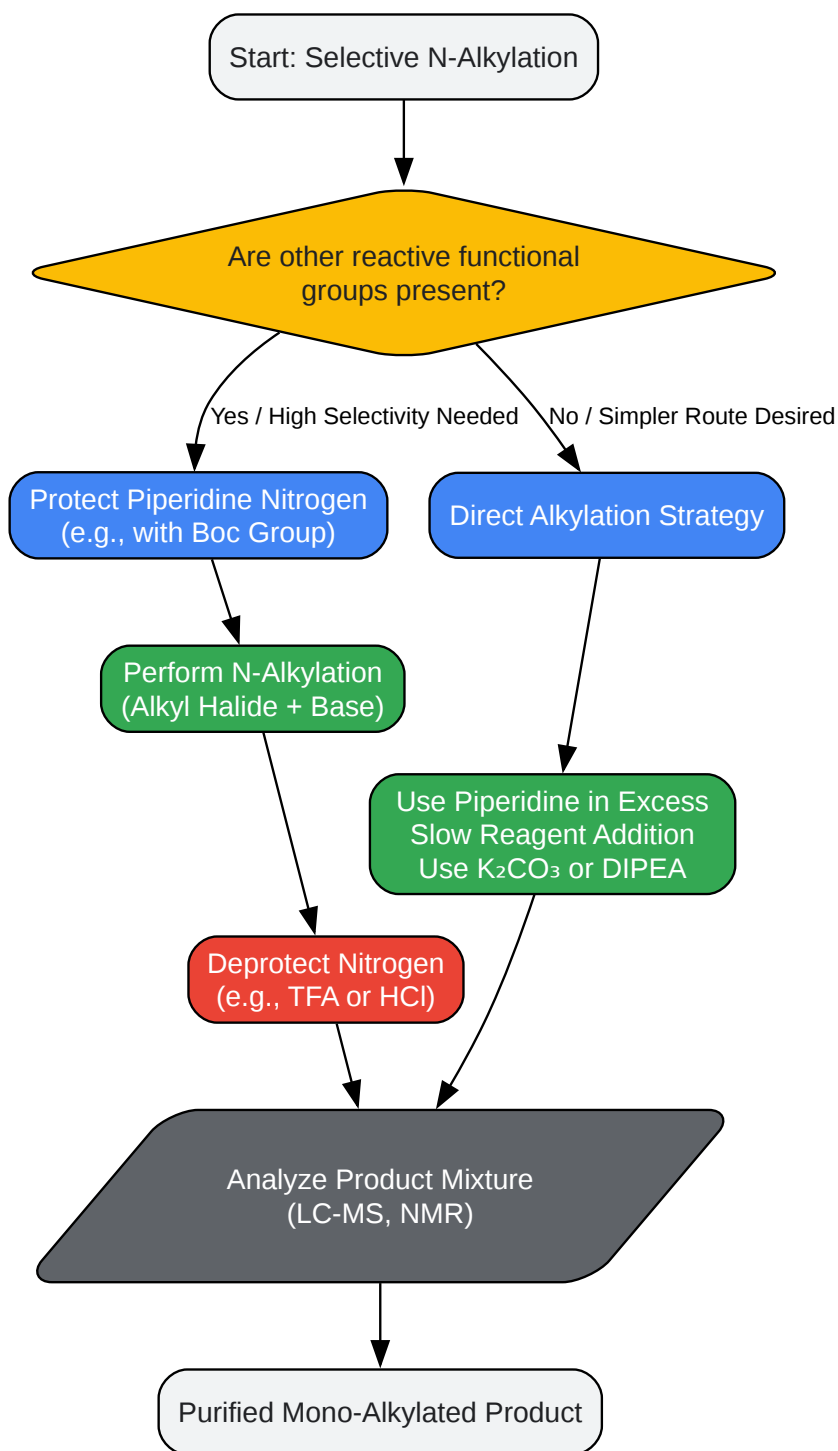 Start: Selective N-Alkylation
Are other reactive functional
groups present?
Yes / High Selectivity Needed
No / Simpler Route Desired
Protect Piperidine Nitrogen
(e.g., with Boc Group)
Direct Alkylation Strategy
Perform N-Alkylation
(Alkyl Halide + Base)
Use Piperidine in Excess
Slow Reagent Addition
Use K₂CO₃ or DIPEA
Deprotect Nitrogen
(e.g., TFA or HCl)
Analyze Product Mixture
(LC-MS, NMR)
Purified Mono-Alkylated Product